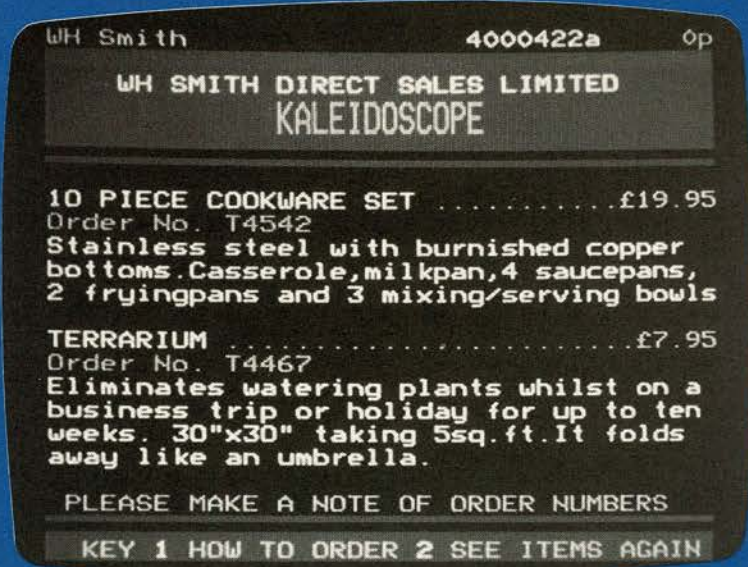 WH Smith 4000422a 0p
WH SMITH DIRECT SALES LIMITED
KALEIDOSCOPE
10 PIECE COOKWARE SET ...........£19.95
Order No. T4542
Stainless steel with burnished copper
bottoms.Casserole,milkpan,4 saucepans,
2 fryingpans and 3 mixing/serving bowls
TERRARIUM .......................£7.95
Order No. T4467
Eliminates watering plants whilst on a
business trip or holiday for up to ten
weeks. 30"x30" taking 5sq.ft.It folds
away like an umbrella.
PLEASE MAKE A NOTE OF ORDER NUMBERS
KEY 1 HOW TO ORDER 2 SEE ITEMS AGAIN